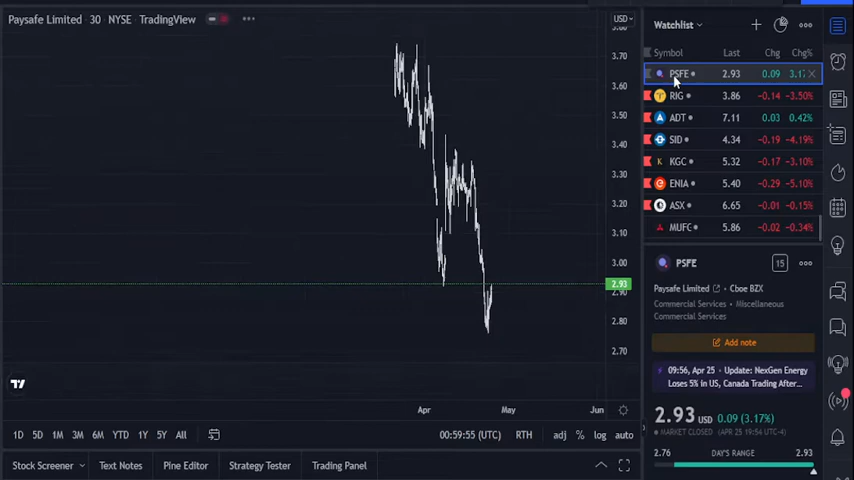 Paysafe Limited · 30 · NYSE · TradingView
USD
3.70
3.60
3.50
3.40
3.30
3.20
3.10
3.00
2.93
2.90
2.80
2.70
Apr May Jun
1D 5D 1M 3M 6M YTD 1Y 5Y All
00:59:55 (UTC) RTH adj % log auto
Stock Screener Text Notes Pine Editor Strategy Tester Trading Panel
Watchlist
Symbol Last Chg Chg%
PSFE 2.93 0.09 3.17
RIG 3.86 −0.14 −3.50%
ADT 7.11 0.03 0.42%
SID 4.34 −0.19 −4.19%
KGC 5.32 −0.17 −3.10%
ENIA 5.40 −0.29 −5.10%
ASX 6.65 −0.01 −0.15%
MUFC 5.86 −0.02 −0.34%
PSFE 15
Paysafe Limited Cboe BZX
Commercial Services • Miscellaneous
Commercial Services
Add note
09:56, Apr 25 • Update: NexGen Energy
Loses 5% in US, Canada Trading After...
2.93 USD 0.09 (3.17%)
MARKET CLOSED (APR 25 19:54 UTC-4)
2.76 DAY'S RANGE 2.93